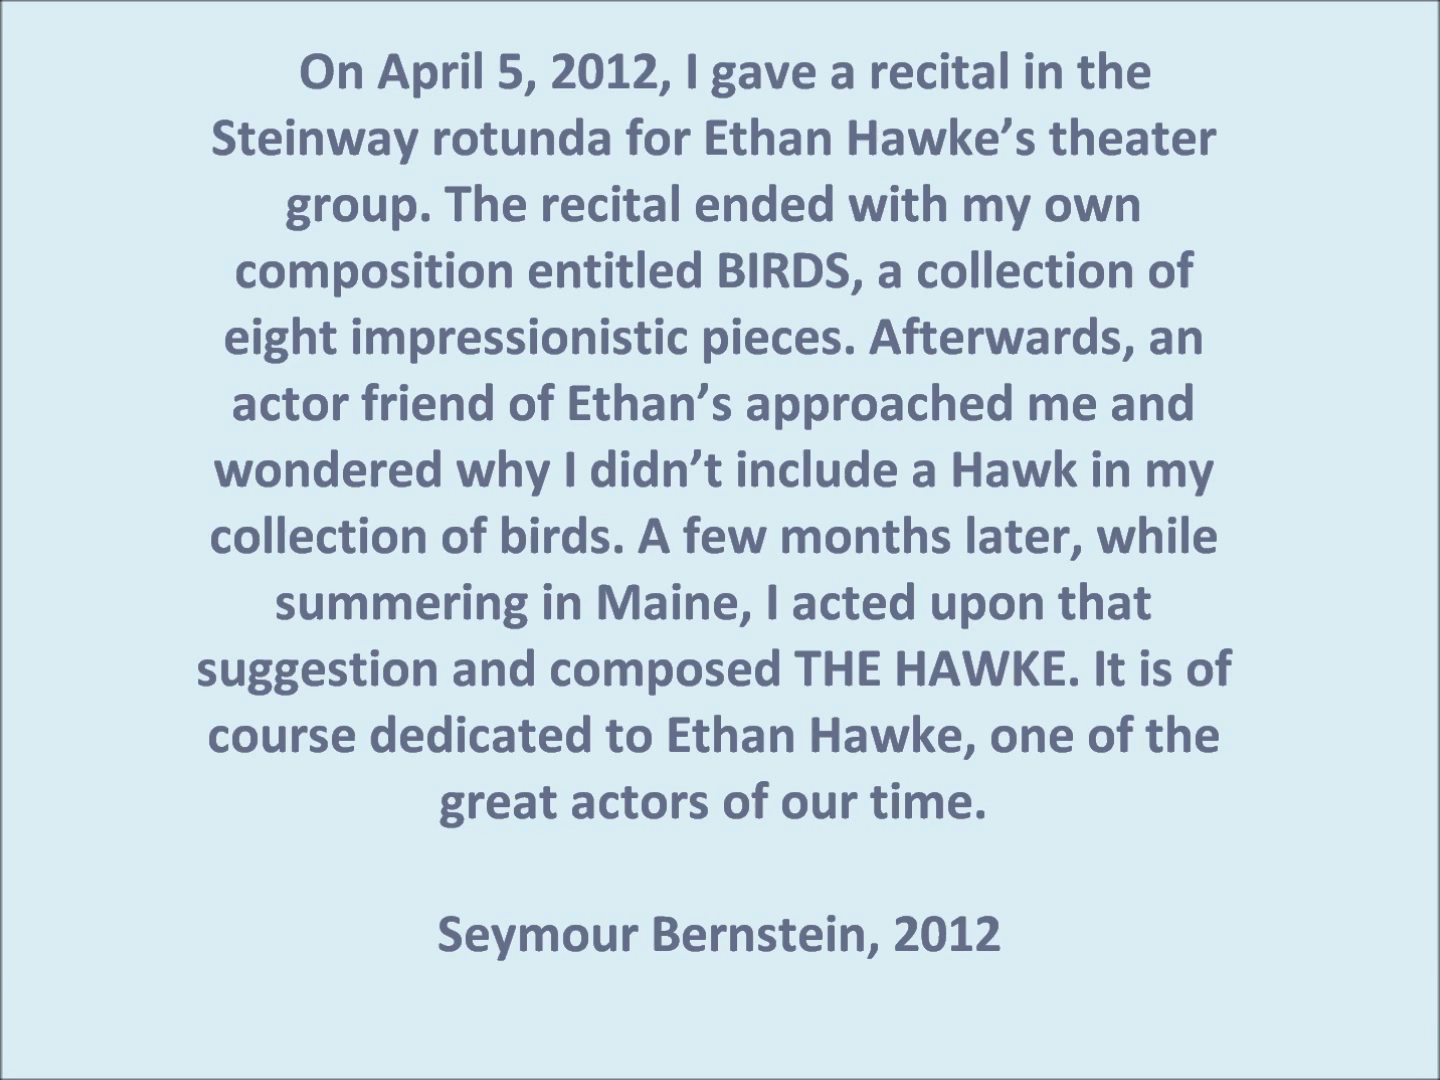 On April 5, 2012, I gave a recital in the
Steinway rotunda for Ethan Hawke’s theater
group. The recital ended with my own
composition entitled BIRDS, a collection of
eight impressionistic pieces. Afterwards, an
actor friend of Ethan’s approached me and
wondered why I didn’t include a Hawk in my
collection of birds. A few months later, while
summering in Maine, I acted upon that
suggestion and composed THE HAWKE. It is of
course dedicated to Ethan Hawke, one of the
great actors of our time.
Seymour Bernstein, 2012